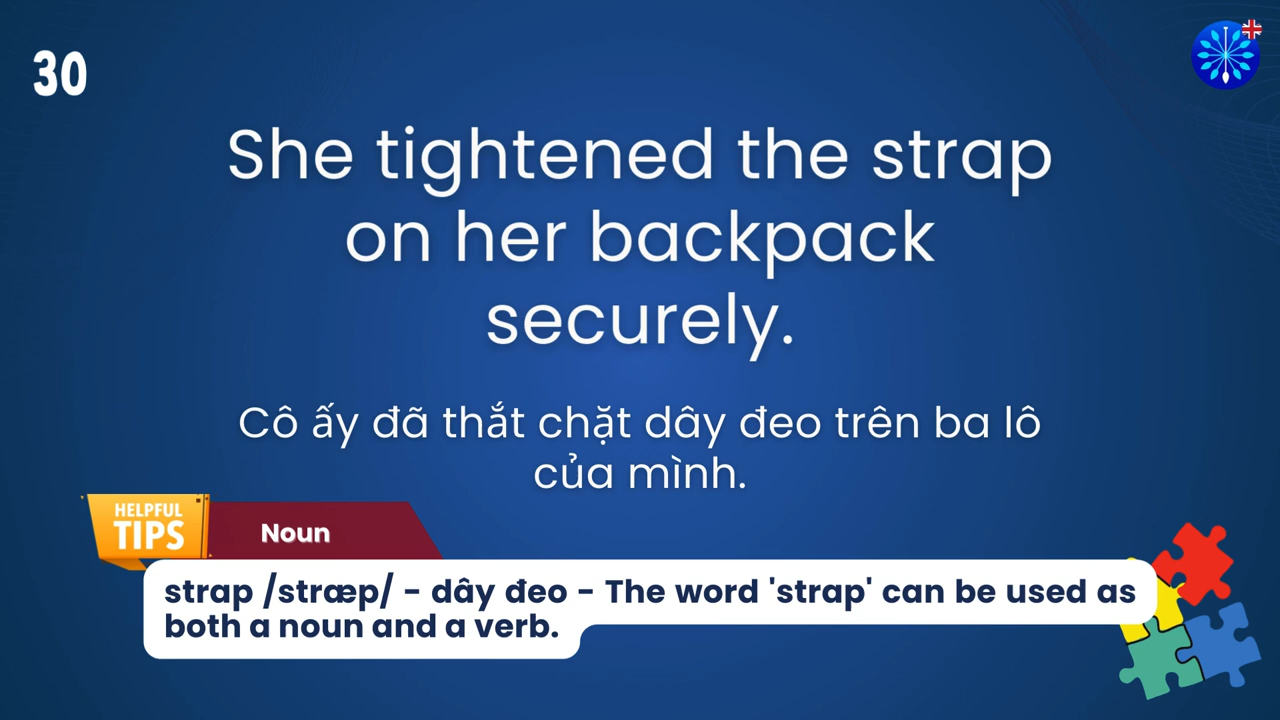 30
She tightened the strap
on her backpack
securely.
Cô ấy đã thắt chặt dây đeo trên ba lô
của mình.
HELPFUL
TIPS
Noun
strap /stræp/ - dây đeo - The word 'strap' can be used as
both a noun and a verb.